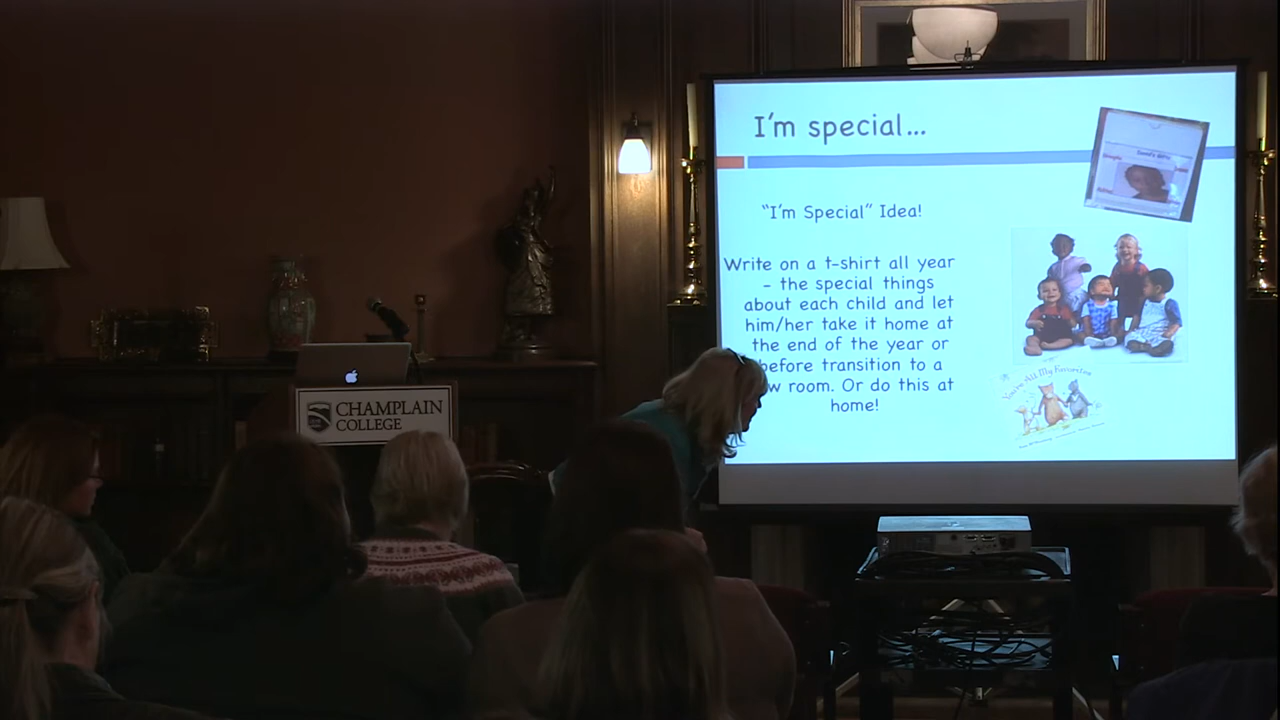 I'm special...
"I'm Special" Idea!
Write on a t-shirt all year
– the special things
about each child and let
him/her take it home at
the end of the year or
before transition to a
room. Or do this at
home!
You're All My Favorites
CHAMPLAIN
COLLEGE